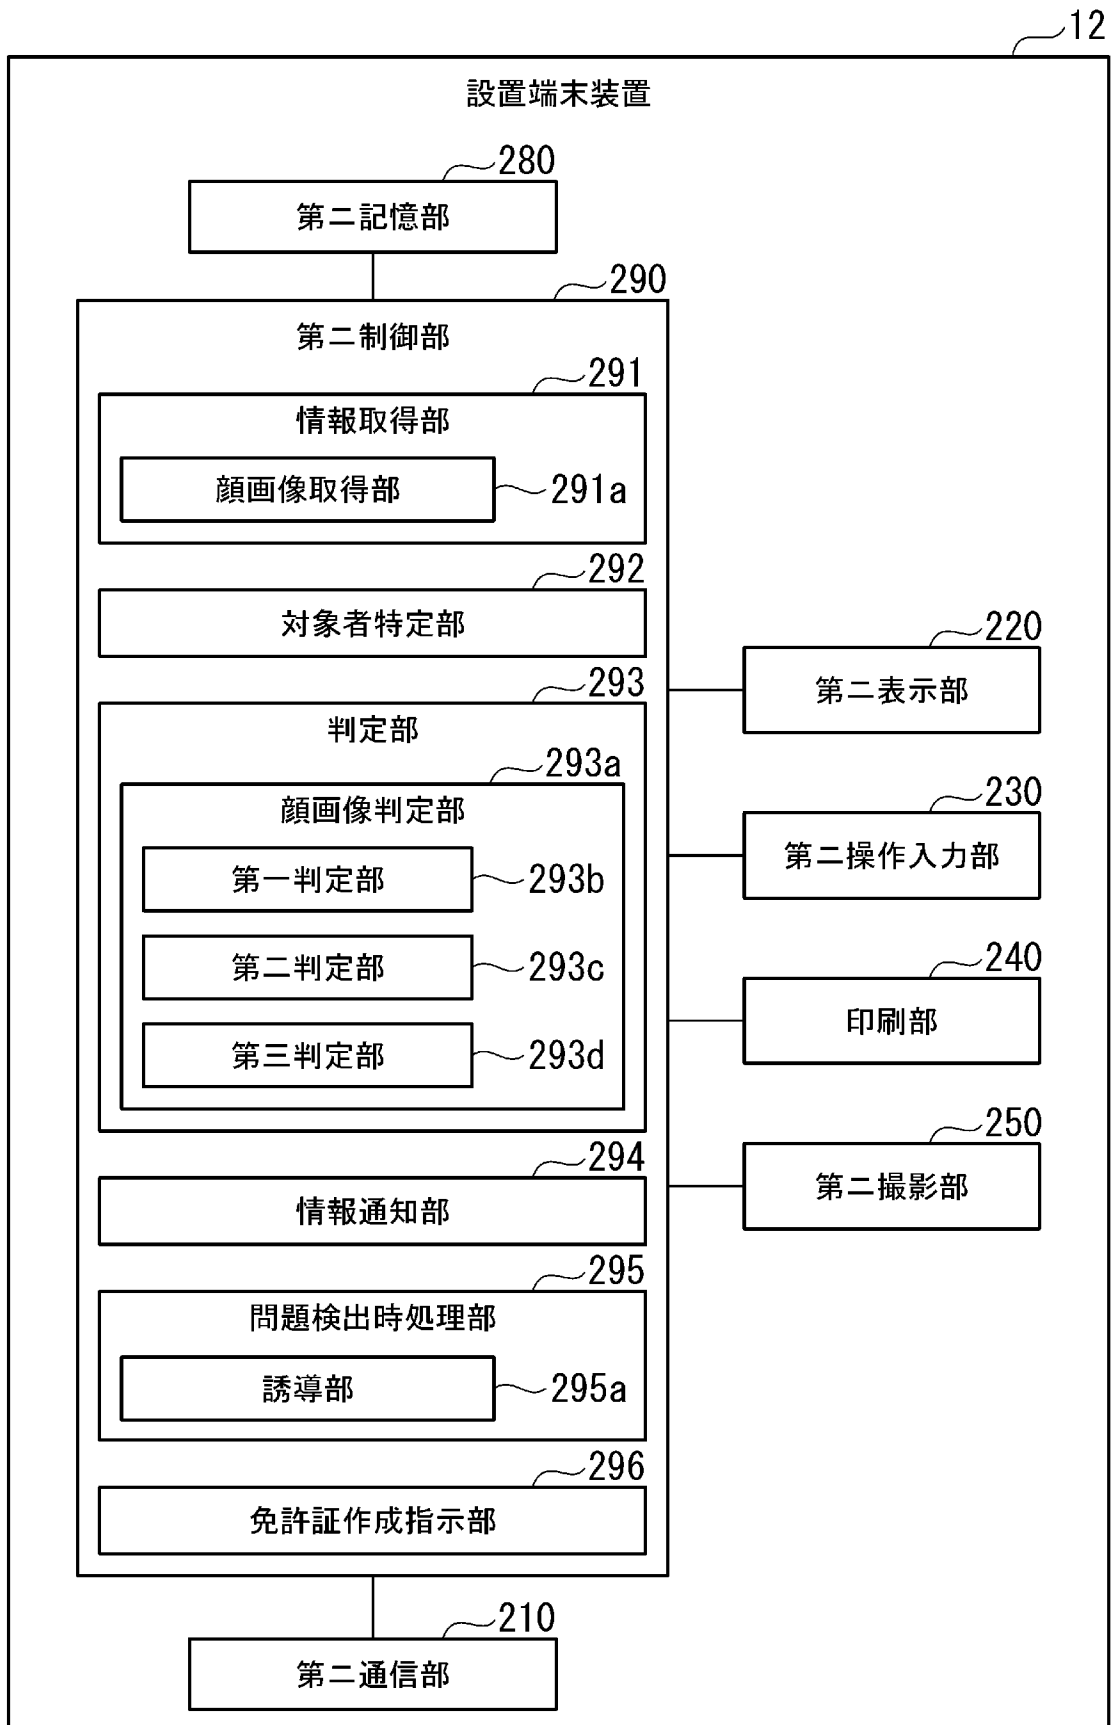 12
設置端末装置
280
第二記憶部
290
第二制御部
291
情報取得部
顔画像取得部
291a
292
対象者特定部
293
判定部
293a
顔画像判定部
第一判定部
293b
第二判定部
293c
第三判定部
293d
294
情報通知部
295
問題検出時処理部
誘導部
295a
296
免許証作成指示部
220
第二表示部
230
第二操作入力部
240
印刷部
250
第二撮影部
210
第二通信部